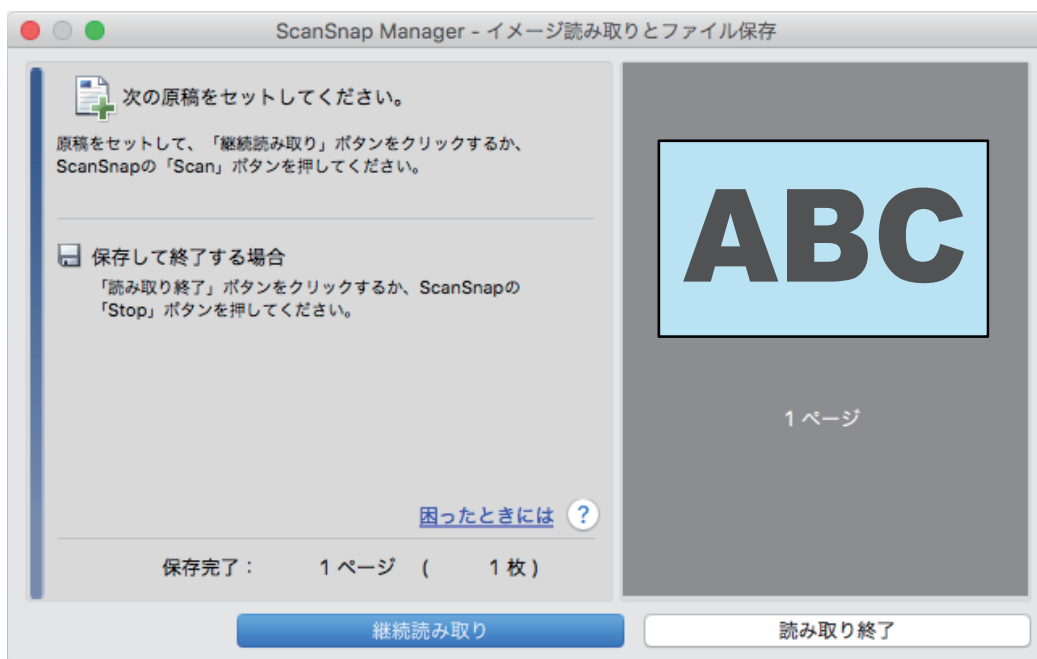 ScanSnap Manager - イメージ読み取りとファイル保存
次の原稿をセットしてください。
原稿をセットして、「継続読み取り」ボタンをクリックするか、
ScanSnapの「Scan」ボタンを押してください。
保存して終了する場合
「読み取り終了」ボタンをクリックするか、ScanSnapの
「Stop」ボタンを押してください。
困ったときには ?
保存完了： 1 ページ ( 1 枚 )
ABC
1 ページ
継続読み取り
読み取り終了